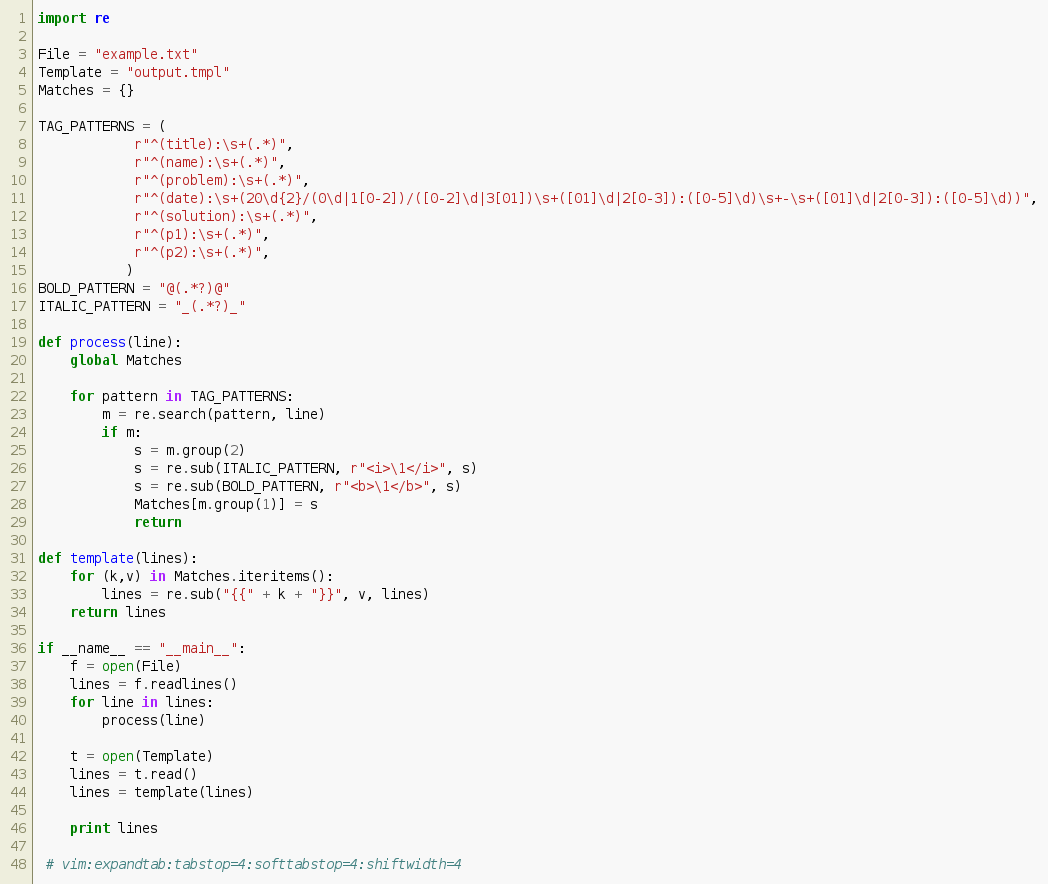 1 import re
2
3 File = "example.txt"
4 Template = "output.tmpl"
5 Matches = {}
6
7 TAG_PATTERNS = (
8             r"^(title):\s+(.*)",
9             r"^(name):\s+(.*)",
10             r"^(problem):\s+(.*)",
11             r"^(date):\s+(20\d{2}/(0\d|1[0-2])/([0-2]\d|3[01])\s+([01]\d|2[0-3]):([0-5]\d)\s+-\s+([01]\d|2[0-3]):([0-5]\d))",
12             r"^(solution):\s+(.*)",
13             r"^(p1):\s+(.*)",
14             r"^(p2):\s+(.*)",
15            )
16 BOLD_PATTERN = "@(.*?)@"
17 ITALIC_PATTERN = "_(.*?)_"
18
19 def process(line):
20     global Matches
21
22     for pattern in TAG_PATTERNS:
23         m = re.search(pattern, line)
24         if m:
25             s = m.group(2)
26             s = re.sub(ITALIC_PATTERN, r"<i>\1</i>", s)
27             s = re.sub(BOLD_PATTERN, r"<b>\1</b>", s)
28             Matches[m.group(1)] = s
29             return
30
31 def template(lines):
32     for (k,v) in Matches.iteritems():
33         lines = re.sub("{{" + k + "}}", v, lines)
34     return lines
35
36 if __name__ == "__main__":
37     f = open(File)
38     lines = f.readlines()
39     for line in lines:
40         process(line)
41
42     t = open(Template)
43     lines = t.read()
44     lines = template(lines)
45
46     print lines
47
48  # vim:expandtab:tabstop=4:softtabstop=4:shiftwidth=4